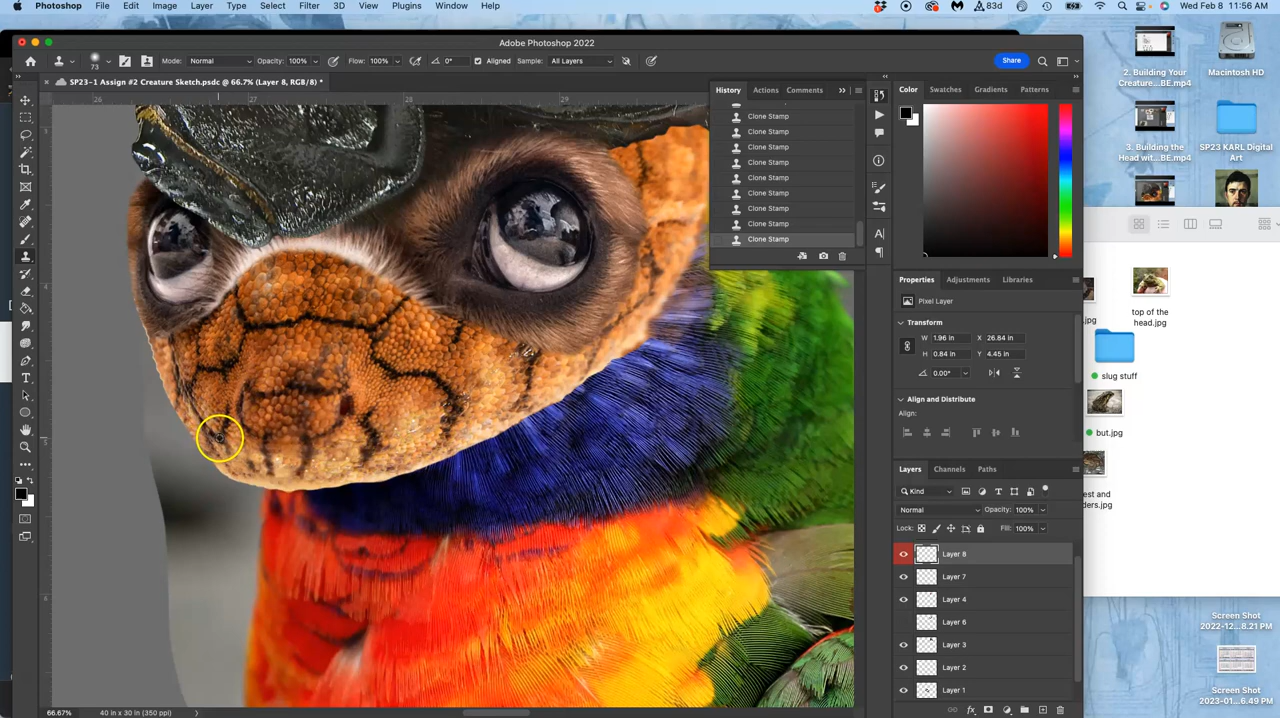 Photoshop File Edit Image Layer Type Select Filter 3D View Plugins Window Help 83d Wed Feb 8 11:56 AM
Adobe Photoshop 2022
73 Mode: Normal Opacity: 100% Flow: 100% 0° Aligned Sample: All Layers Share
SP23-1 Assign #2 Creature Sketch.psdc @ 66.7% (Layer 8, RGB/8) *
26 27 28 29
History Actions Comments
Clone Stamp
Clone Stamp
Clone Stamp
Clone Stamp
Clone Stamp
Clone Stamp
Clone Stamp
Clone Stamp
Clone Stamp
Color Swatches Gradients Patterns
Properties Adjustments Libraries
Pixel Layer
Transform
W 1.96 in X 26.84 in
H 0.84 in Y 4.45 in
0.00°
Align and Distribute
Align:
Layers Channels Paths
Kind
Normal Opacity: 100%
Lock: Fill: 100%
Layer 8
Layer 7
Layer 4
Layer 6
Layer 3
Layer 2
Layer 1
66.67% 40 in x 30 in (350 ppi)
2. Building Your
Creature...BE.mp4
Macintosh HD
3. Building the
Head wit...BE.mp4
SP23 KARL Digital
Art
top of the
head.jpg
slug stuff
but.jpg
Screen Shot
2022-12...8.21 PM
Screen Shot
2023-01...6.49 PM